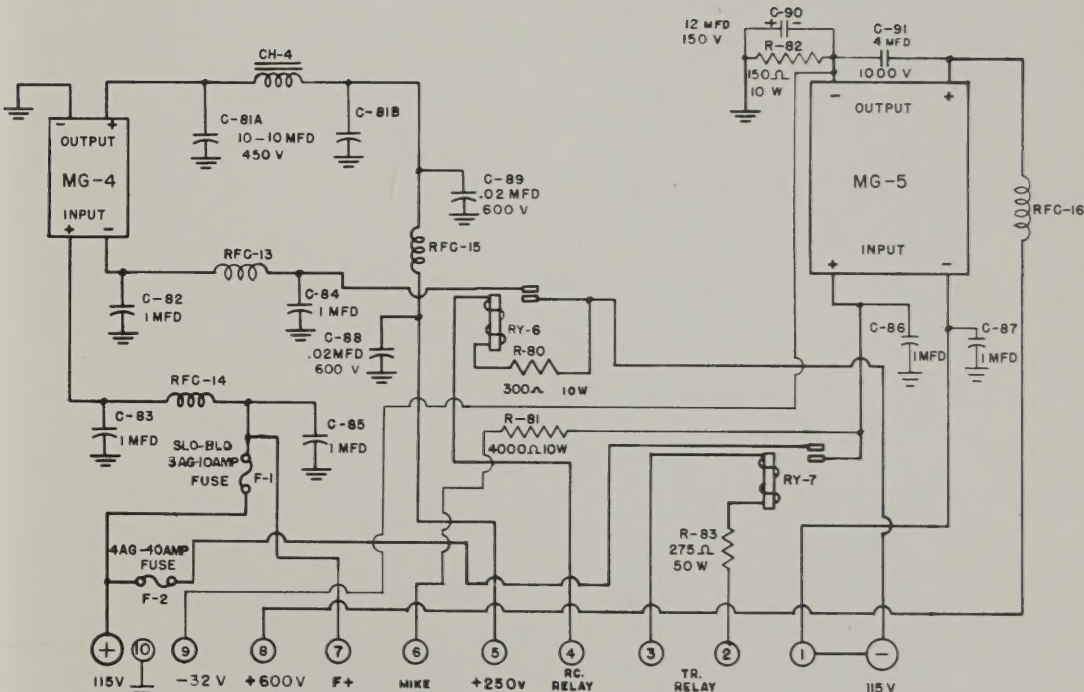 C-90
12 MFD
150 V
+ -
R-82
150Ω
10 W
C-91
4 MFD
1000 V
CH-4
C-81A
10-10 MFD
450 V
C-81B
- +
OUTPUT
MG-4
INPUT
+ -
- +
OUTPUT
MG-5
INPUT
+ -
C-89
.02 MFD
600 V
RFC-15
RFC-16
RFC-13
C-82
1 MFD
C-84
1 MFD
C-88
.02MFD
600 V
RY-6
R-80
300Ω 10W
C-86
1MFD
C-87
1MFD
RFC-14
C-83
1 MFD
C-85
1 MFD
SLO-BLO
3AG-10AMP
FUSE
F-1
R-81
4000Ω10W
RY-7
R-83
275Ω
50 W
4AG-40AMP
FUSE
F-2
+ 10 9 8 7 6 5 4 3 2 1 -
115V -32 V +600V F+ MIKE +250V RC. RELAY TR. RELAY 115V